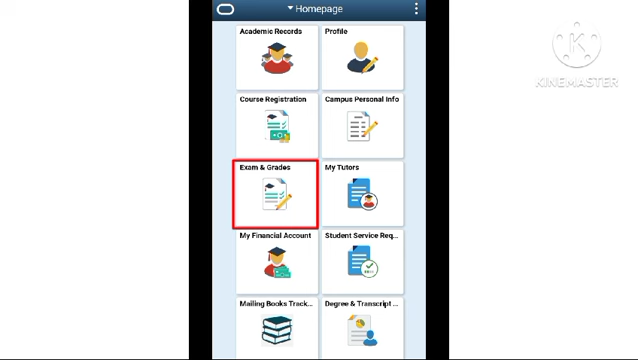 Homepage
Academic Records
Profile
Course Registration
Campus Personal Info
Exam & Grades
My Tutors
My Financial Account
Student Service Req...
Mailing Books Track...
Degree & Transcript ...
K
KINEMASTER